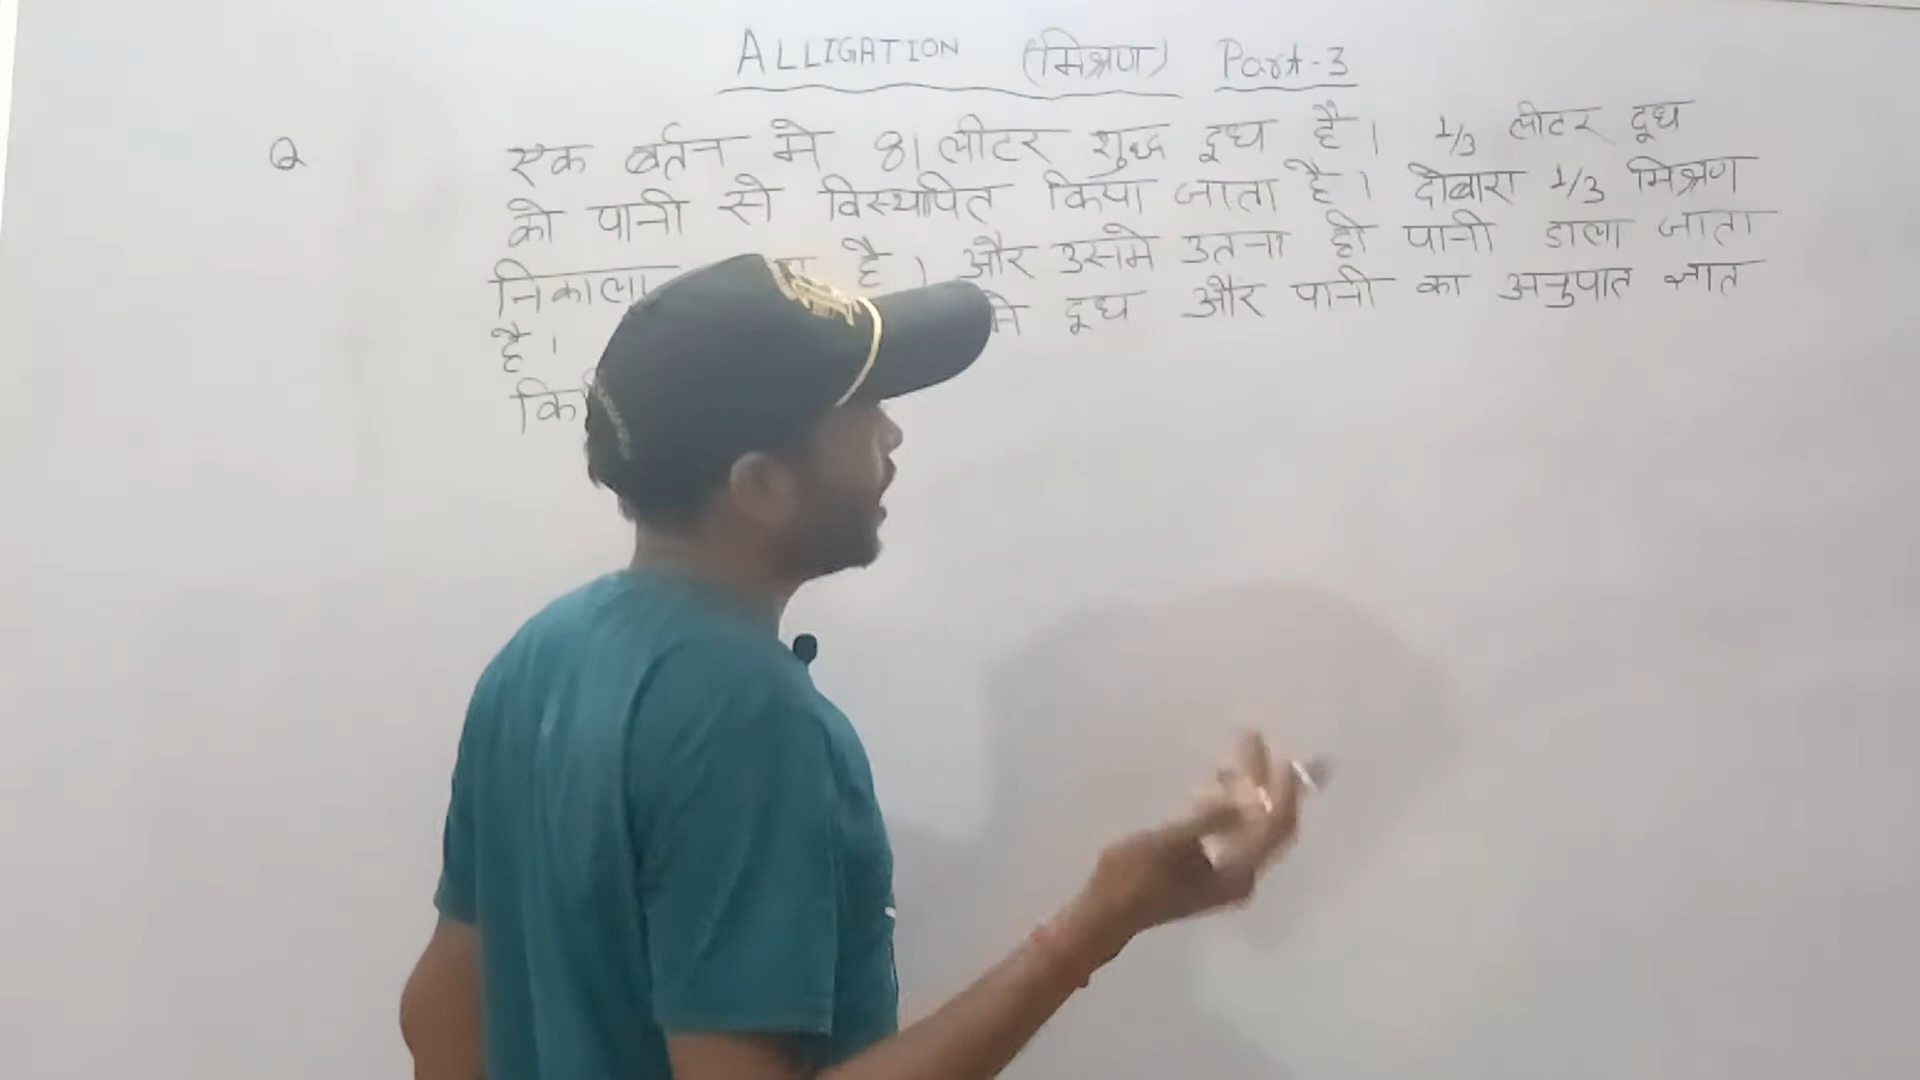 ALLIGATION (मिश्रण) Part-3
Q एक बर्तन मे 81 लीटर शुद्ध दूध है। 1/3 लीटर दूध
को पानी से विस्थापित किया जाता है। दोबारा 1/3 मिश्रण
निकाला है। और उसमे उतना ही पानी डाला जाता
है। मे दूध और पानी का अनुपात ज्ञात